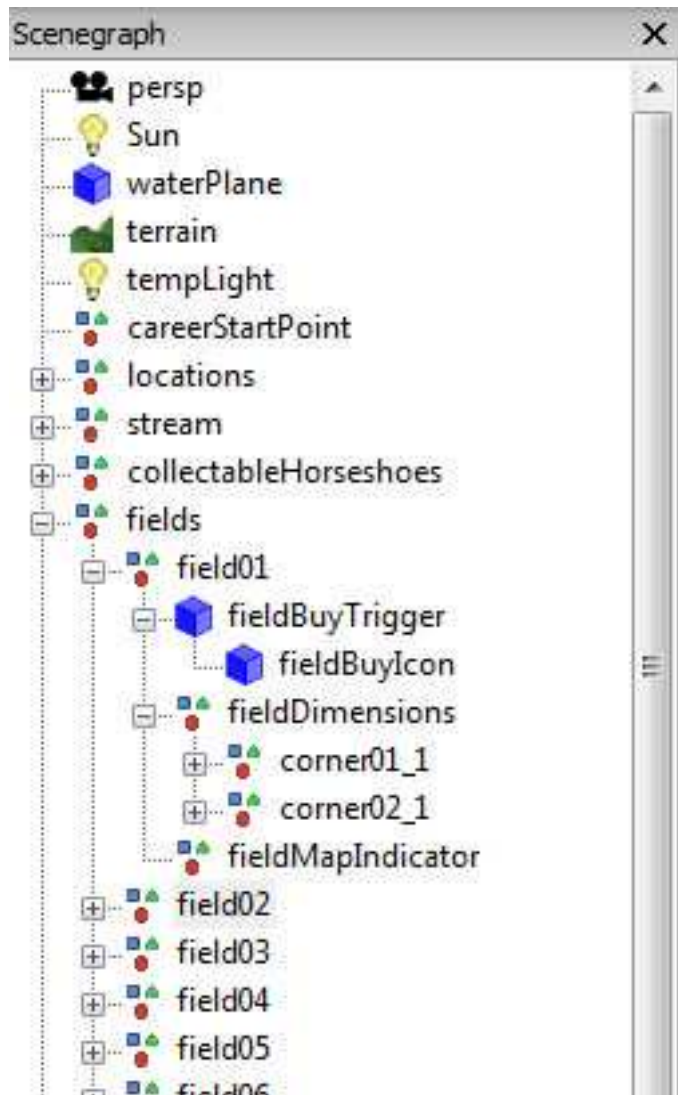 Scenegraph
persp
Sun
waterPlane
terrain
tempLight
careerStartPoint
locations
stream
collectableHorseshoes
fields
field01
fieldBuyTrigger
fieldBuyIcon
fieldDimensions
corner01_1
corner02_1
fieldMapIndicator
field02
field03
field04
field05
field06